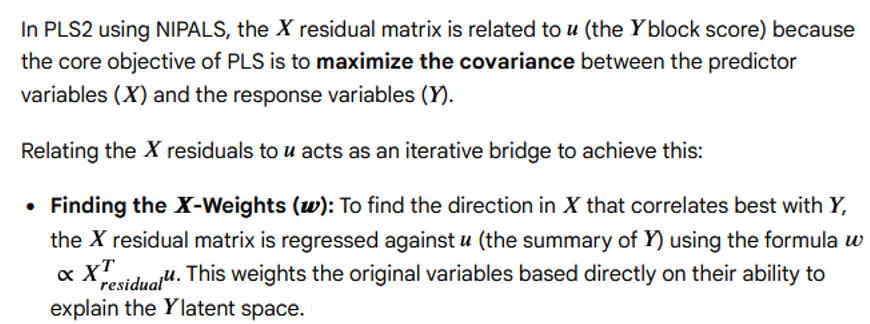 In PLS2 using NIPALS, the X residual matrix is related to u (the Y block score) because
the core objective of PLS is to maximize the covariance between the predictor
variables (X) and the response variables (Y).
Relating the X residuals to u acts as an iterative bridge to achieve this:
• Finding the X-Weights (w): To find the direction in X that correlates best with Y,
the X residual matrix is regressed against u (the summary of Y) using the formula w
∝ X^T_residual u. This weights the original variables based directly on their ability to
explain the Y latent space.